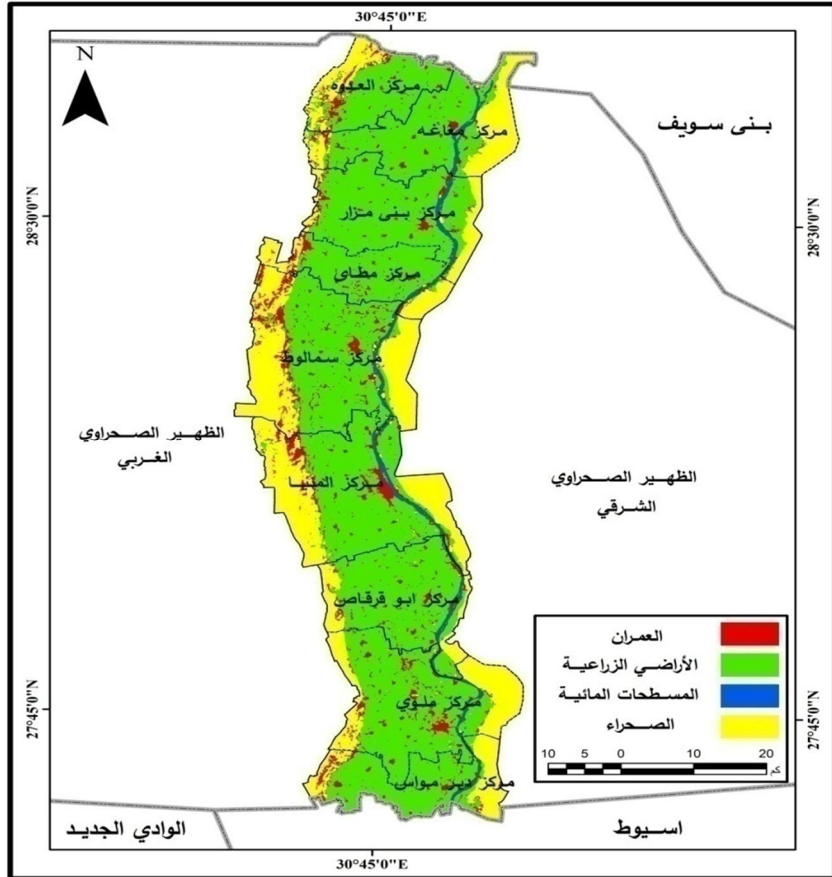 30°45'0"E
N
مركز العدوه
مركز مغاغه
بنى سويف
28°30'0"N
28°30'0"N
مركز بنى مزار
مركز مطاى
مركز سمالوط
الظهير الصحراوي
الغربي
مركز المنيا
الظهير الصحراوي
الشرقي
مركز ابو قرقاص
العمران
الأراضي الزراعية
المسطحات المائية
الصحراء
10 5 0 10 20
كم
27°45'0"N
27°45'0"N
مركز ملوي
مركز دير مواس
الوادي الجديد
اسيوط
30°45'0"E